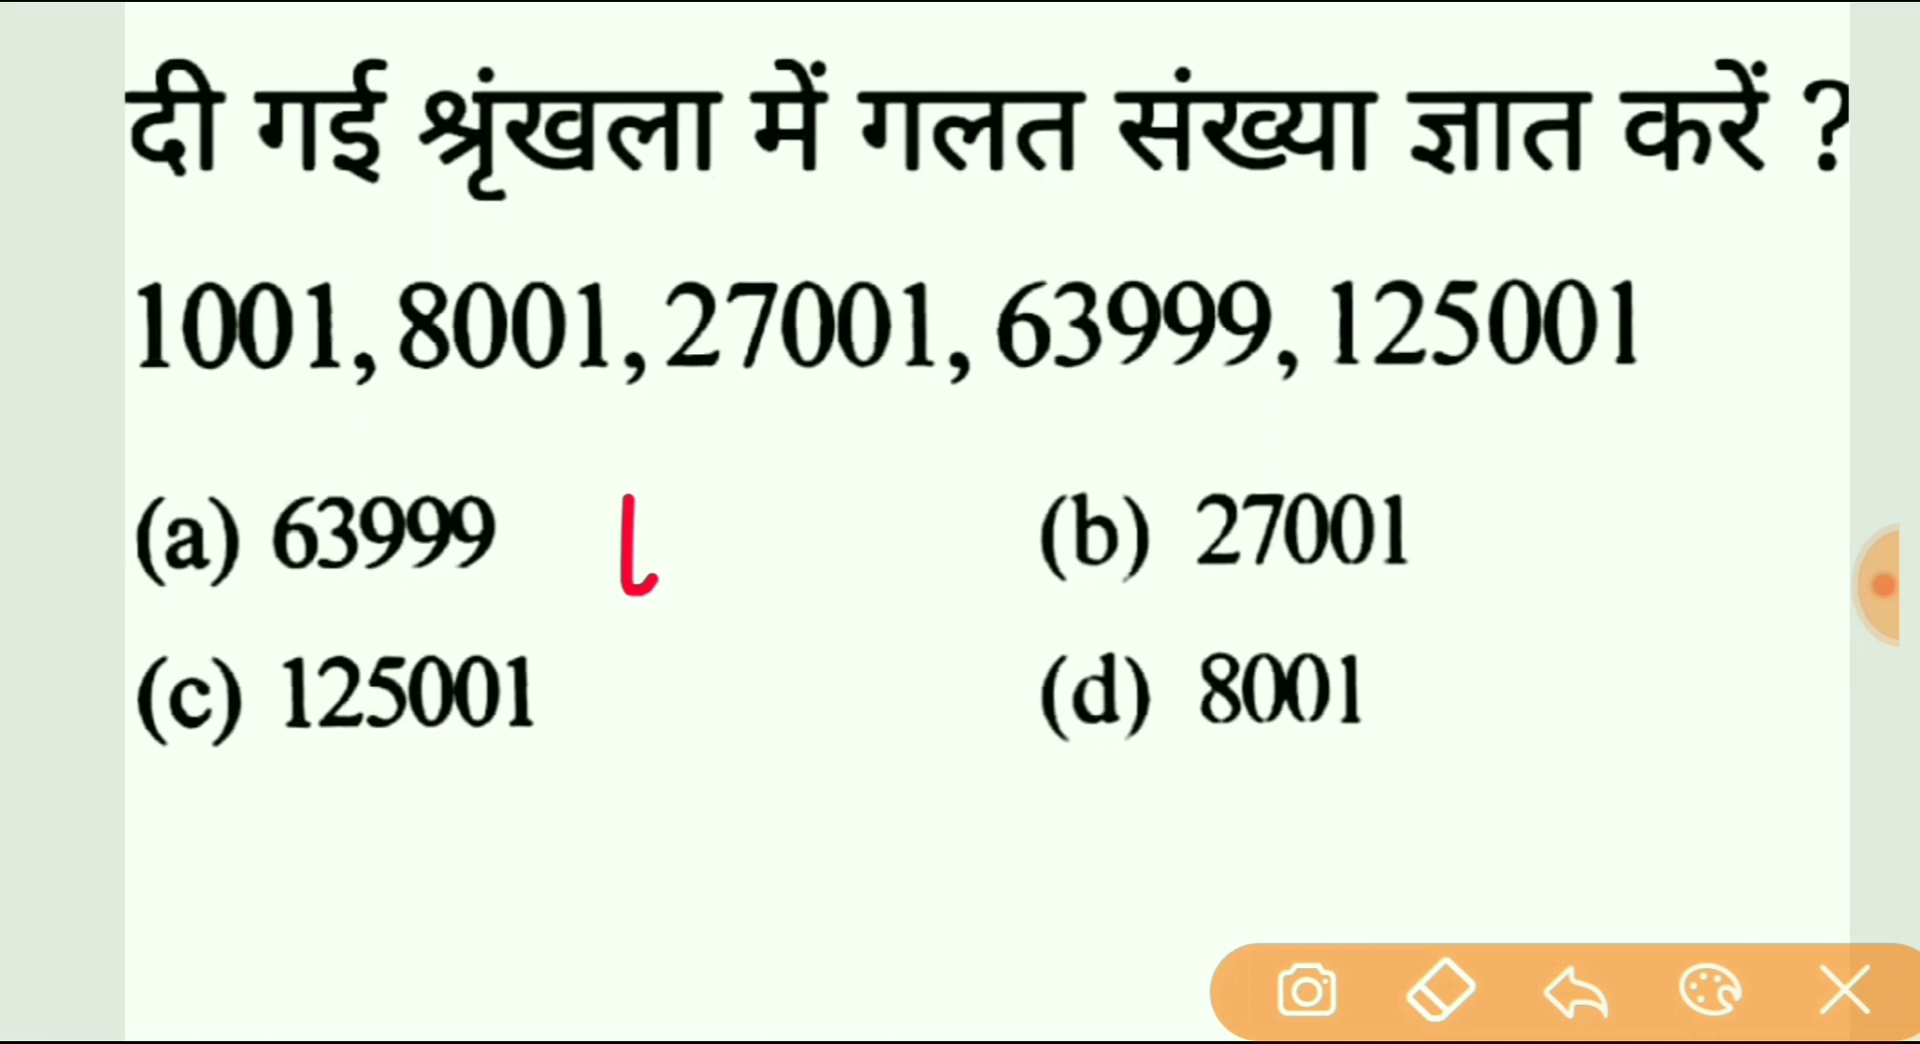 दी गई श्रृंखला में गलत संख्या ज्ञात करें ?
1001, 8001, 27001, 63999, 125001
(a) 63999 (b) 27001
(c) 125001 (d) 8001